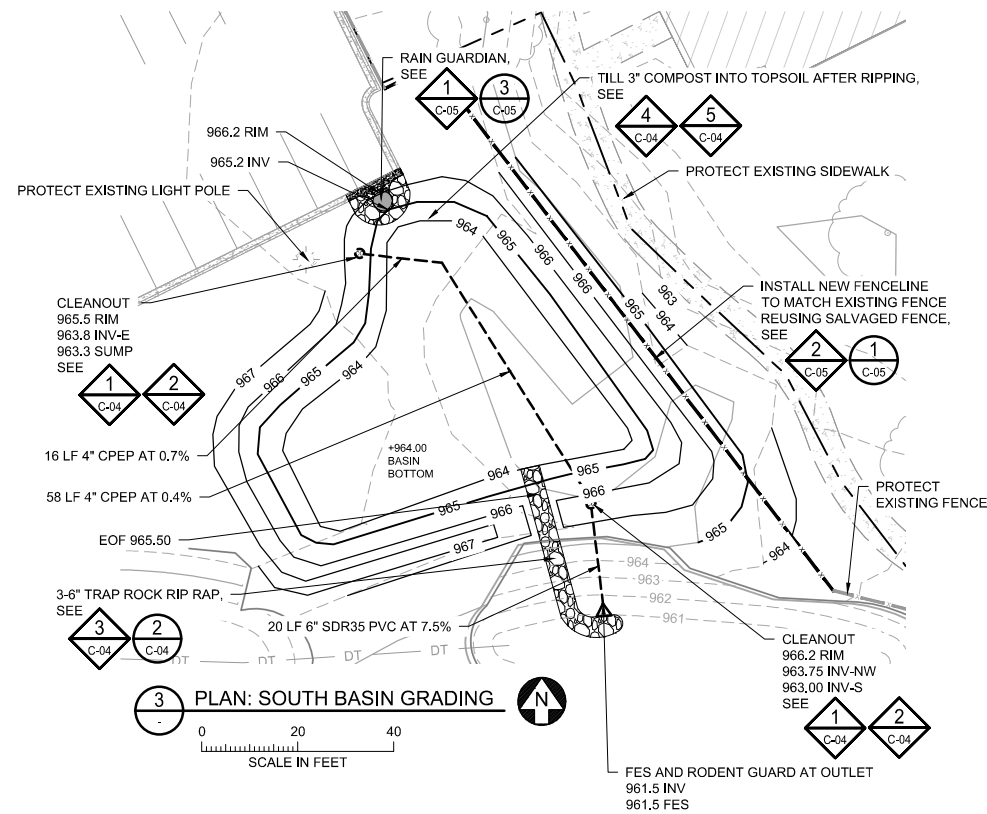 RAIN GUARDIAN,
SEE
1
C-05
3
C-05
TILL 3" COMPOST INTO TOPSOIL AFTER RIPPING,
SEE
4
C-04
5
C-04
966.2 RIM
965.2 INV
PROTECT EXISTING LIGHT POLE
PROTECT EXISTING SIDEWALK
964
965
966
966
965
963
964
INSTALL NEW FENCELINE
TO MATCH EXISTING FENCE
REUSING SALVAGED FENCE,
SEE
2
C-05
1
C-05
CLEANOUT
965.5 RIM
963.8 INV-E
963.3 SUMP
SEE
1
C-04
2
C-04
967
966
965
964
16 LF 4" CPEP AT 0.7%
58 LF 4" CPEP AT 0.4%
+964.00
BASIN
BOTTOM
964
965
966
965
966
967
965
964
PROTECT
EXISTING FENCE
EOF 965.50
3-6" TRAP ROCK RIP RAP,
SEE
3
C-04
2
C-04
964
963
962
961
20 LF 6" SDR35 PVC AT 7.5%
DT
DT
DT
DT
CLEANOUT
966.2 RIM
963.75 INV-NW
963.00 INV-S
SEE
1
C-04
2
C-04
3
-
PLAN: SOUTH BASIN GRADING
N
0 20 40
SCALE IN FEET
FES AND RODENT GUARD AT OUTLET
961.5 INV
961.5 FES